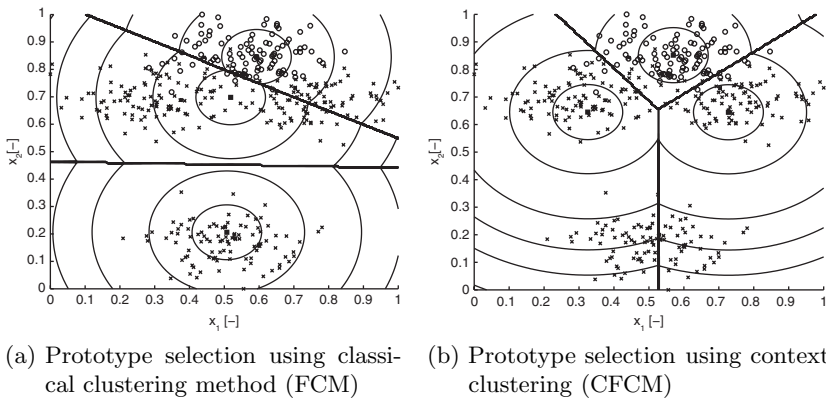 1
0.9
0.8
0.7
0.6
x₂[–]
0.5
0.4
0.3
0.2
0.1
0
0 0.1 0.2 0.3 0.4 0.5 0.6 0.7 0.8 0.9 1
x₁ [–]
1
0.9
0.8
0.7
0.6
x₂[–]
0.5
0.4
0.3
0.2
0.1
0
0 0.1 0.2 0.3 0.4 0.5 0.6 0.7 0.8 0.9 1
x₁ [–]
(a) Prototype selection using classi-
cal clustering method (FCM)
(b) Prototype selection using context
clustering (CFCM)